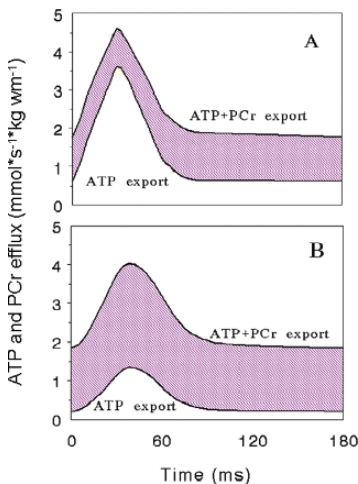 ATP and PCr efflux (mmol*s⁻¹*kg wm⁻¹)
5
4
3
2
1
0
A
ATP+PCr export
ATP export
5
4
3
2
1
0
B
ATP+PCr export
ATP export
0 60 120 180
Time (ms)